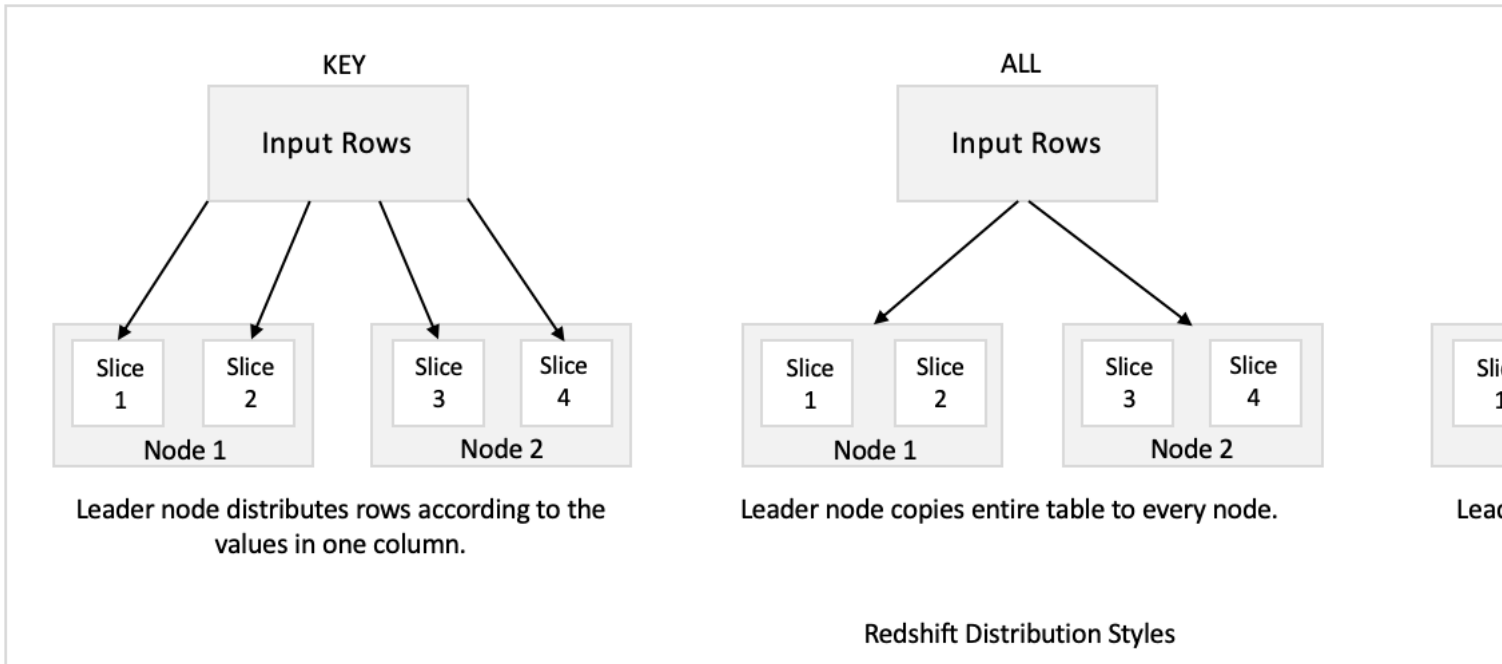 KEY
Input Rows
Slice
1
Slice
2
Slice
3
Slice
4
Node 1
Node 2
Leader node distributes rows according to the
values in one column.
ALL
Input Rows
Slice
1
Slice
2
Slice
3
Slice
4
Node 1
Node 2
Leader node copies entire table to every node.
Redshift Distribution Styles